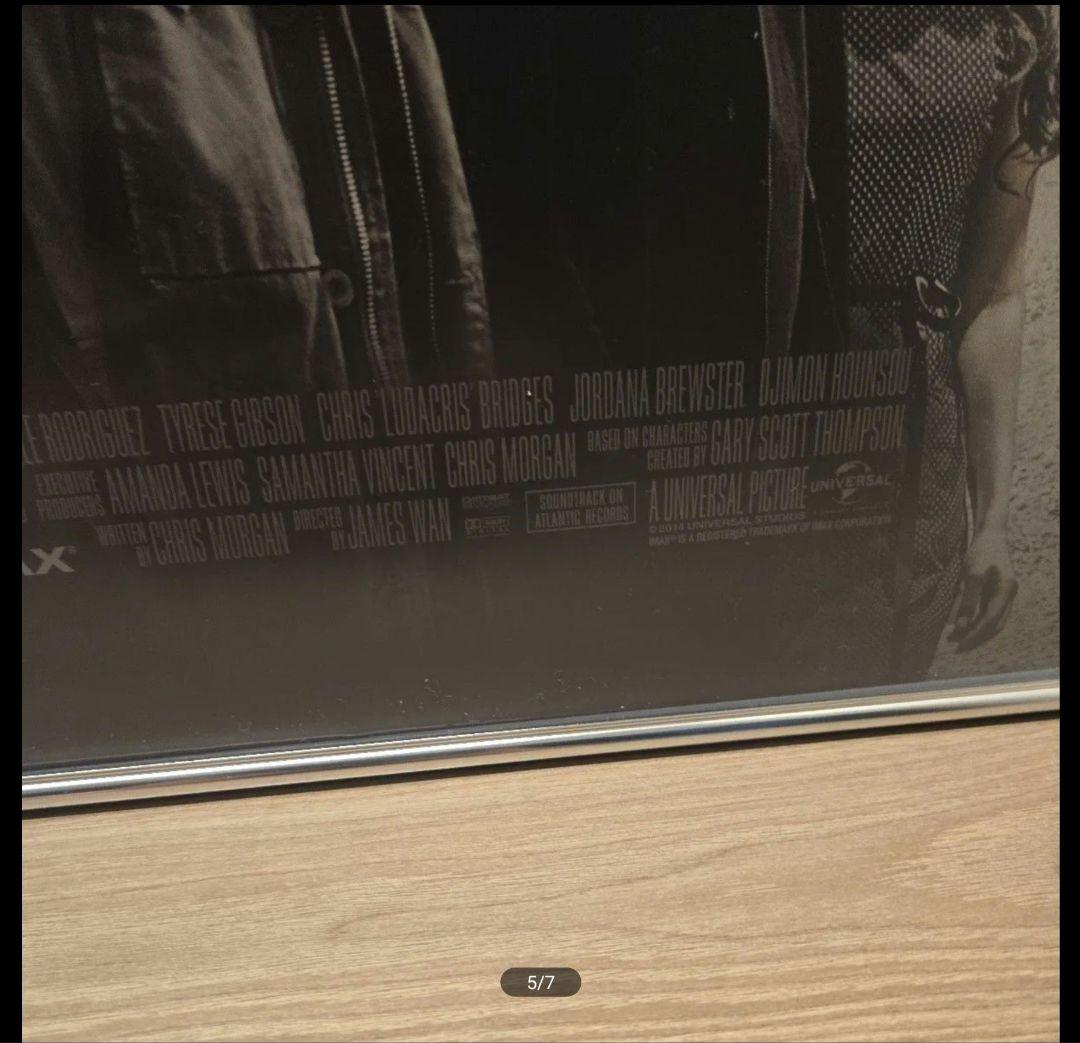 RODRIGUEZ TYRESE GIBSON CHRIS 'LUDACRIS' BRIDGES JORDANA BREWSTER DJIMON HOUNSOU
EXECUTIVE PRODUCERS AMANDA LEWIS SAMANTHA VINCENT CHRIS MORGAN BASED ON CHARACTERS CREATED BY GARY SCOTT THOMPSON
WRITTEN BY CHRIS MORGAN DIRECTED BY JAMES WAN
SOUNDTRACK ON
ATLANTIC RECORDS
A UNIVERSAL PICTURE UNIVERSAL
© 2014 UNIVERSAL STUDIOS
IMAX® IS A REGISTERED TRADEMARK OF IMAX CORPORATION
AX®
5/7